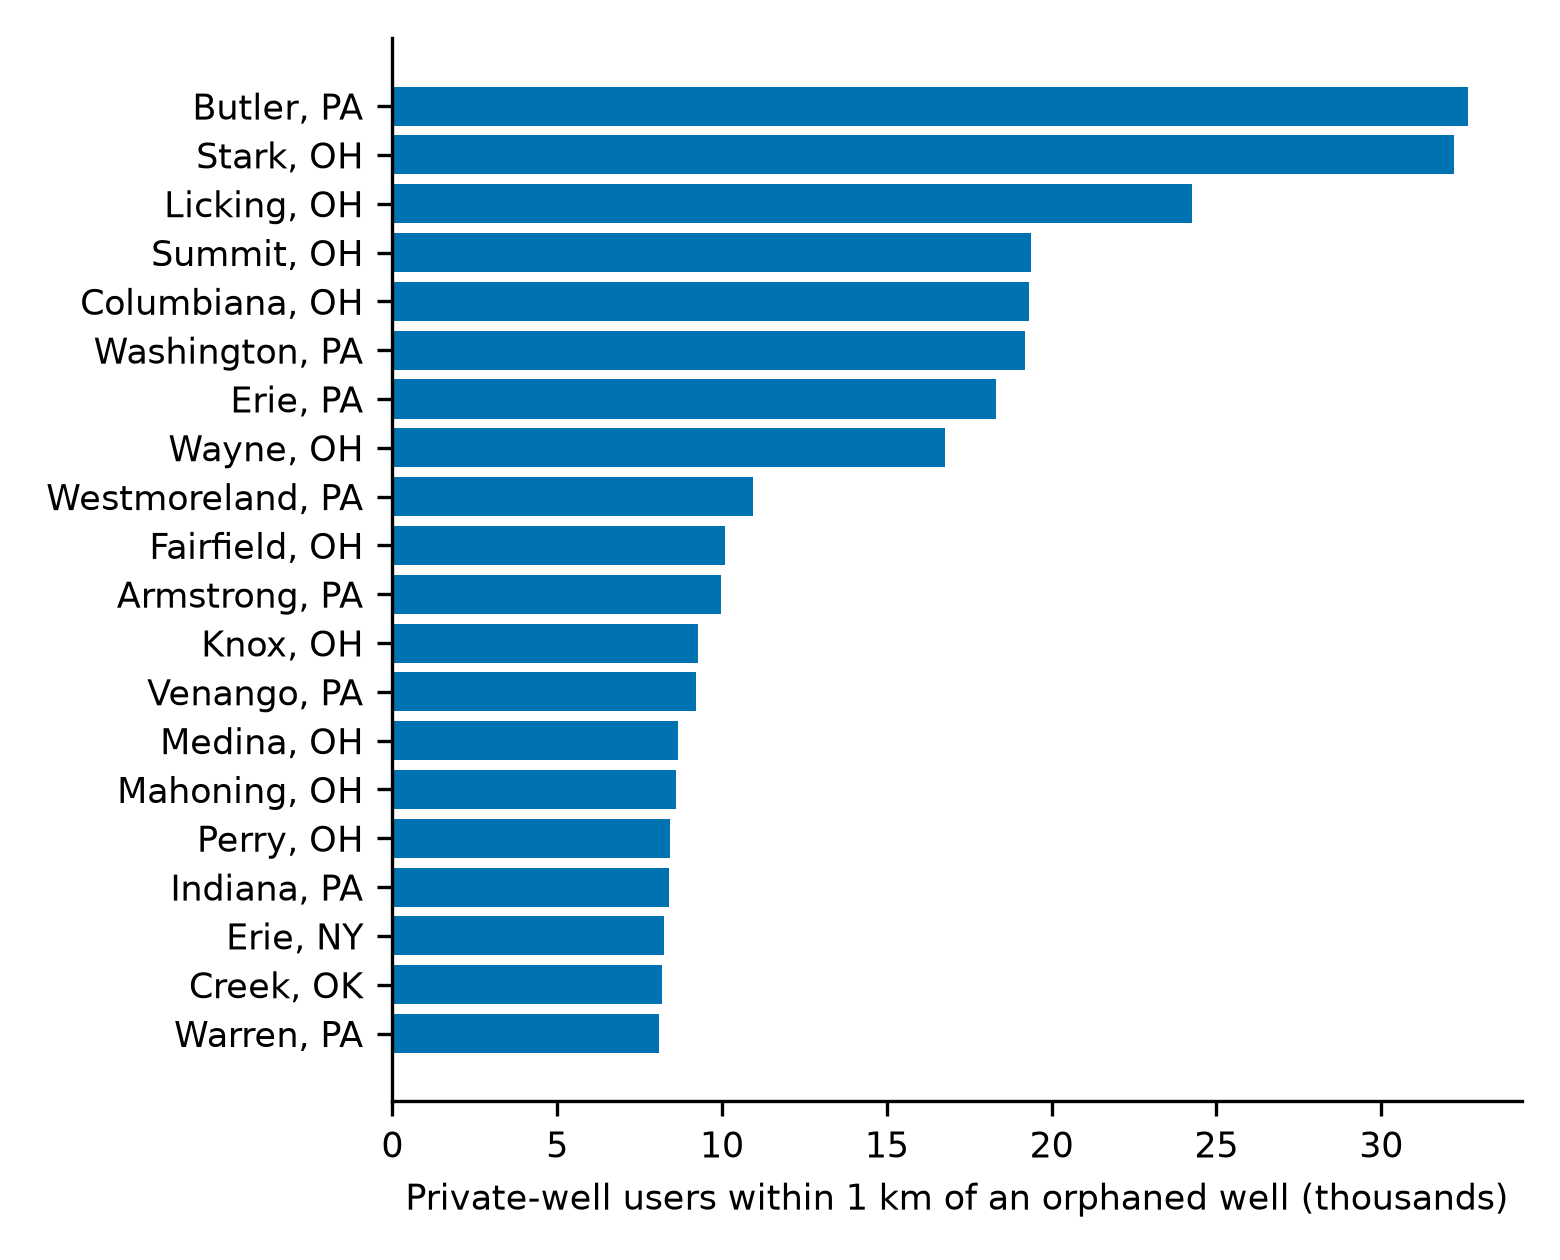 Butler, PA
Stark, OH
Licking, OH
Summit, OH
Columbiana, OH
Washington, PA
Erie, PA
Wayne, OH
Westmoreland, PA
Fairfield, OH
Armstrong, PA
Knox, OH
Venango, PA
Medina, OH
Mahoning, OH
Perry, OH
Indiana, PA
Erie, NY
Creek, OK
Warren, PA
0 5 10 15 20 25 30
Private-well users within 1 km of an orphaned well (thousands)